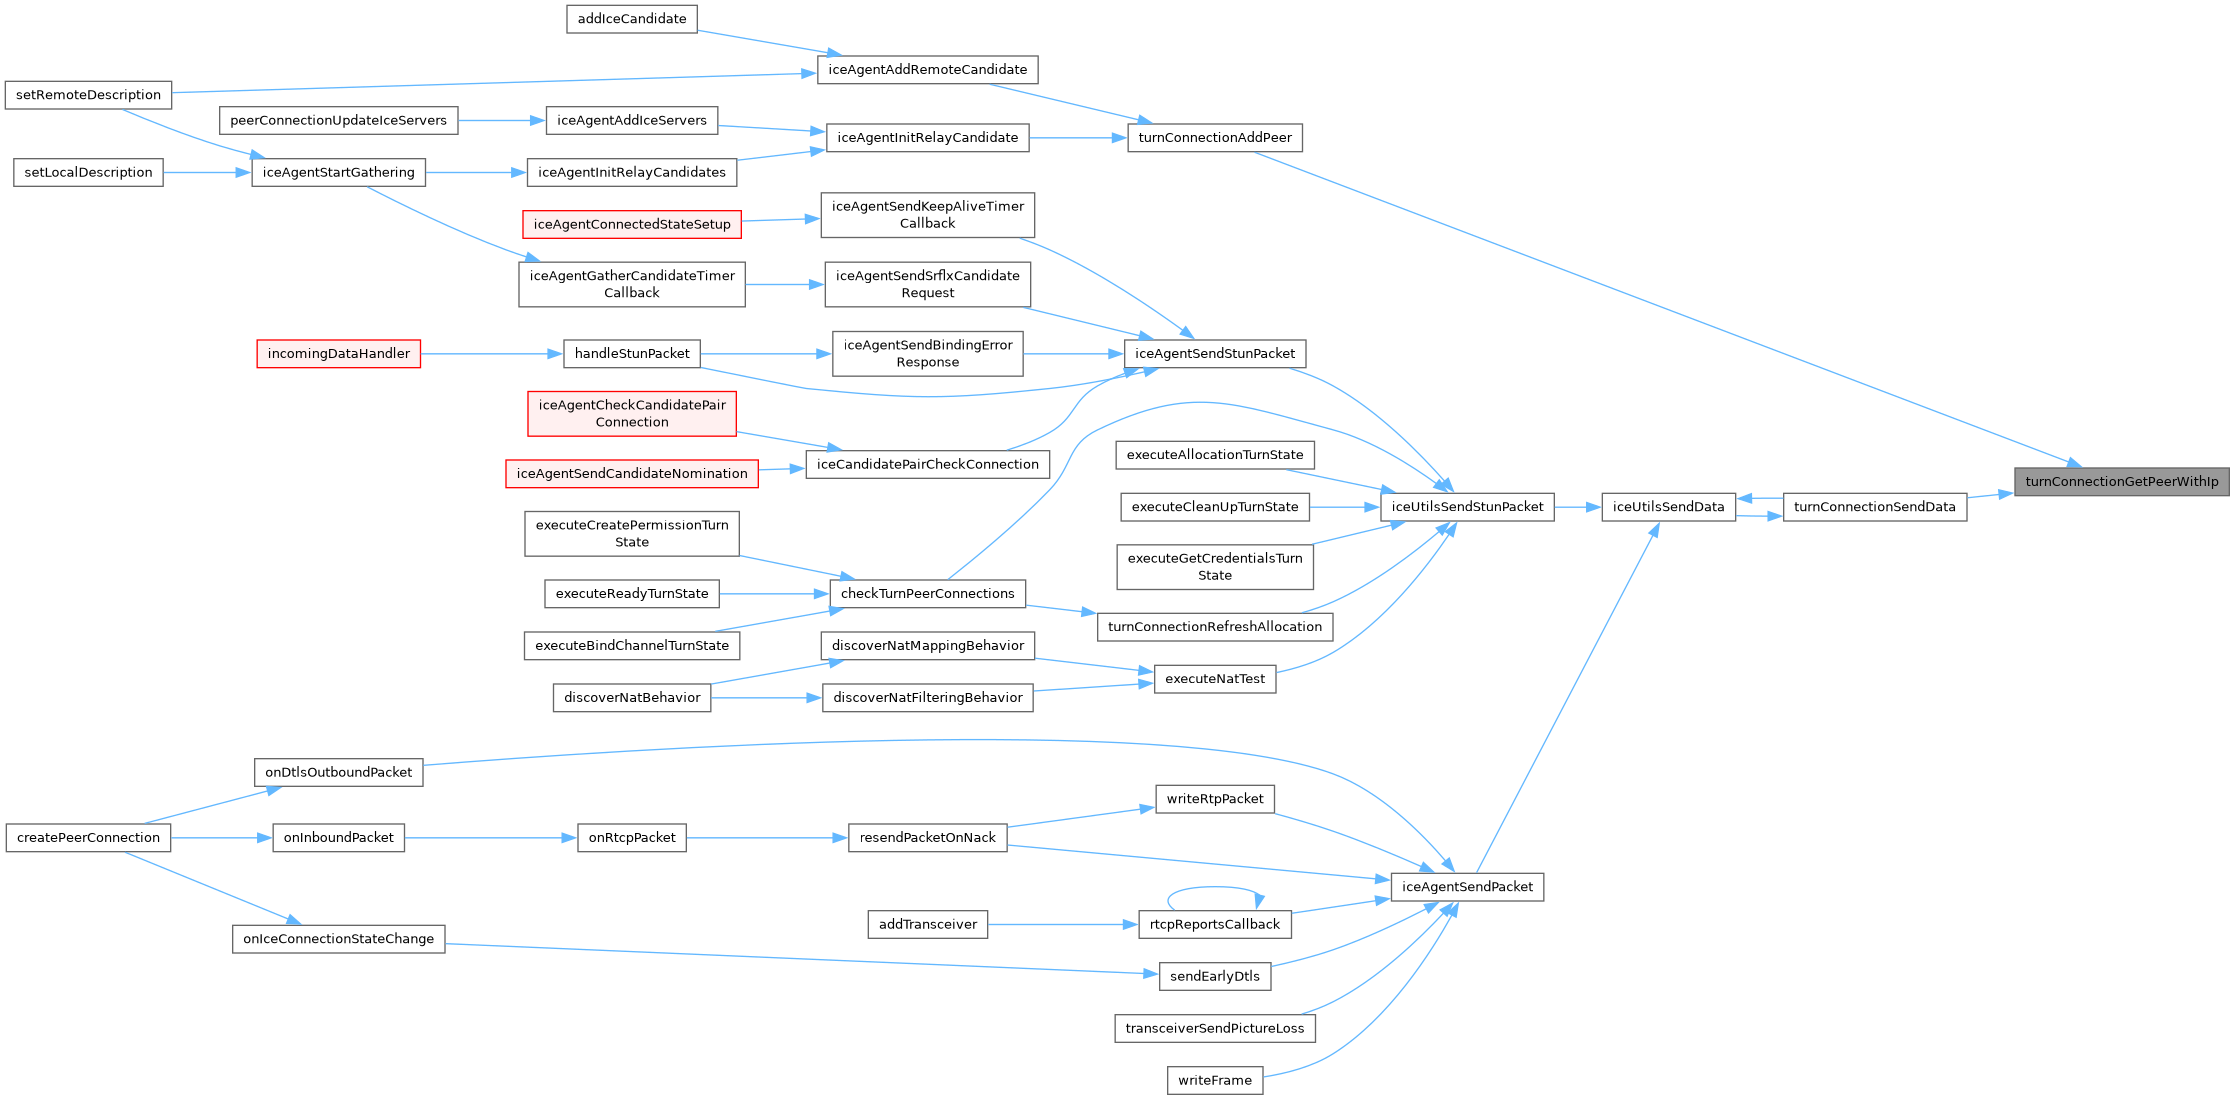 addIceCandidate
iceAgentAddRemoteCandidate
setRemoteDescription
peerConnectionUpdateIceServers
iceAgentAddIceServers
iceAgentInitRelayCandidate
turnConnectionAddPeer
setLocalDescription
iceAgentStartGathering
iceAgentInitRelayCandidates
iceAgentSendKeepAliveTimer
Callback
iceAgentConnectedStateSetup
iceAgentGatherCandidateTimer
Callback
iceAgentSendSrflxCandidate
Request
incomingDataHandler
handleStunPacket
iceAgentSendBindingError
Response
iceAgentSendStunPacket
iceAgentCheckCandidatePair
Connection
iceAgentSendCandidateNomination
iceCandidatePairCheckConnection
executeAllocationTurnState
turnConnectionGetPeerWithIp
executeCleanUpTurnState
iceUtilsSendStunPacket
iceUtilsSendData
turnConnectionSendData
executeCreatePermissionTurn
State
executeGetCredentialsTurn
State
executeReadyTurnState
checkTurnPeerConnections
turnConnectionRefreshAllocation
executeBindChannelTurnState
discoverNatMappingBehavior
executeNatTest
discoverNatBehavior
discoverNatFilteringBehavior
onDtlsOutboundPacket
writeRtpPacket
createPeerConnection
onInboundPacket
onRtcpPacket
resendPacketOnNack
iceAgentSendPacket
addTransceiver
rtcpReportsCallback
onIceConnectionStateChange
sendEarlyDtls
transceiverSendPictureLoss
writeFrame